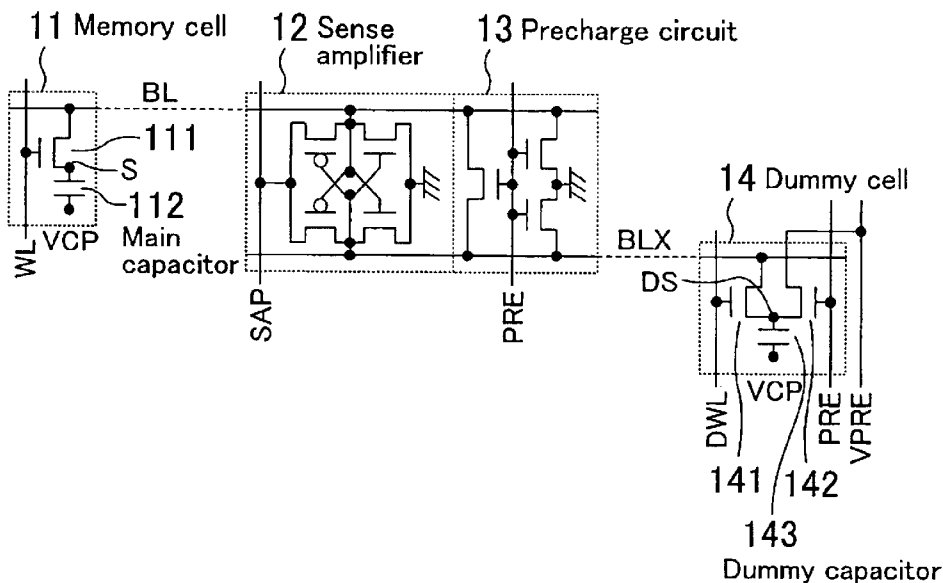 11 Memory cell
12 Sense amplifier
13 Precharge circuit
BL
111
S
112
Main capacitor
VCP
WL
SAP
PRE
BLX
14 Dummy cell
DS
VCP
DWL
PRE
VPRE
141
142
143
Dummy capacitor